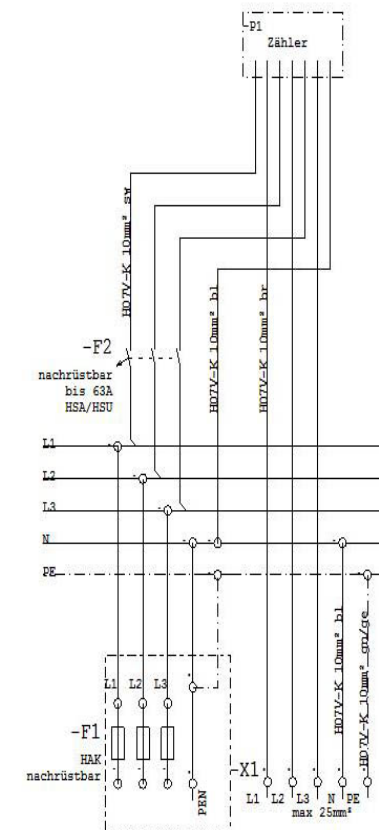 -P1
Zähler
H07V-K 10mm² sw
-F2
nachrüstbar
bis 63A
HSA/HSU
H07V-K 10mm² bl
H07V-K 10mm² br
L1
L2
L3
N
PE
L1 L2 L3
-F1
HAK
nachrüstbar
PEN
H07V-K 10mm² bl
H07V-K 10mm² gn/ge
-X1
L1 L2 L3 N PE
max 25mm²